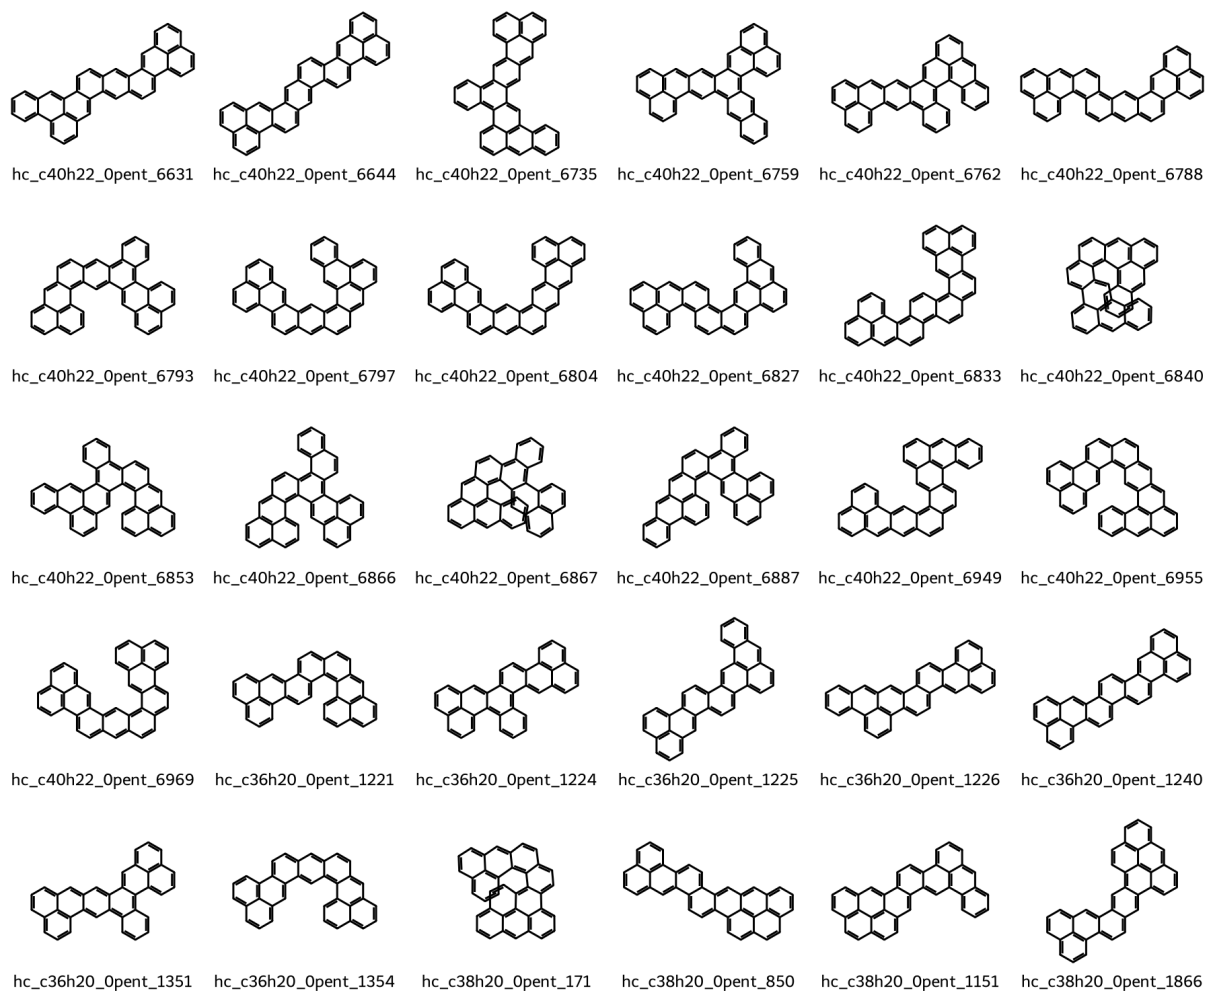 hc_c40h22_0pent_6631 hc_c40h22_0pent_6644 hc_c40h22_0pent_6735 hc_c40h22_0pent_6759 hc_c40h22_0pent_6762 hc_c40h22_0pent_6788
hc_c40h22_0pent_6793 hc_c40h22_0pent_6797 hc_c40h22_0pent_6804 hc_c40h22_0pent_6827 hc_c40h22_0pent_6833 hc_c40h22_0pent_6840
hc_c40h22_0pent_6853 hc_c40h22_0pent_6866 hc_c40h22_0pent_6867 hc_c40h22_0pent_6887 hc_c40h22_0pent_6949 hc_c40h22_0pent_6955
hc_c40h22_0pent_6969 hc_c36h20_0pent_1221 hc_c36h20_0pent_1224 hc_c36h20_0pent_1225 hc_c36h20_0pent_1226 hc_c36h20_0pent_1240
hc_c36h20_0pent_1351 hc_c36h20_0pent_1354 hc_c38h20_0pent_171 hc_c38h20_0pent_850 hc_c38h20_0pent_1151 hc_c38h20_0pent_1866